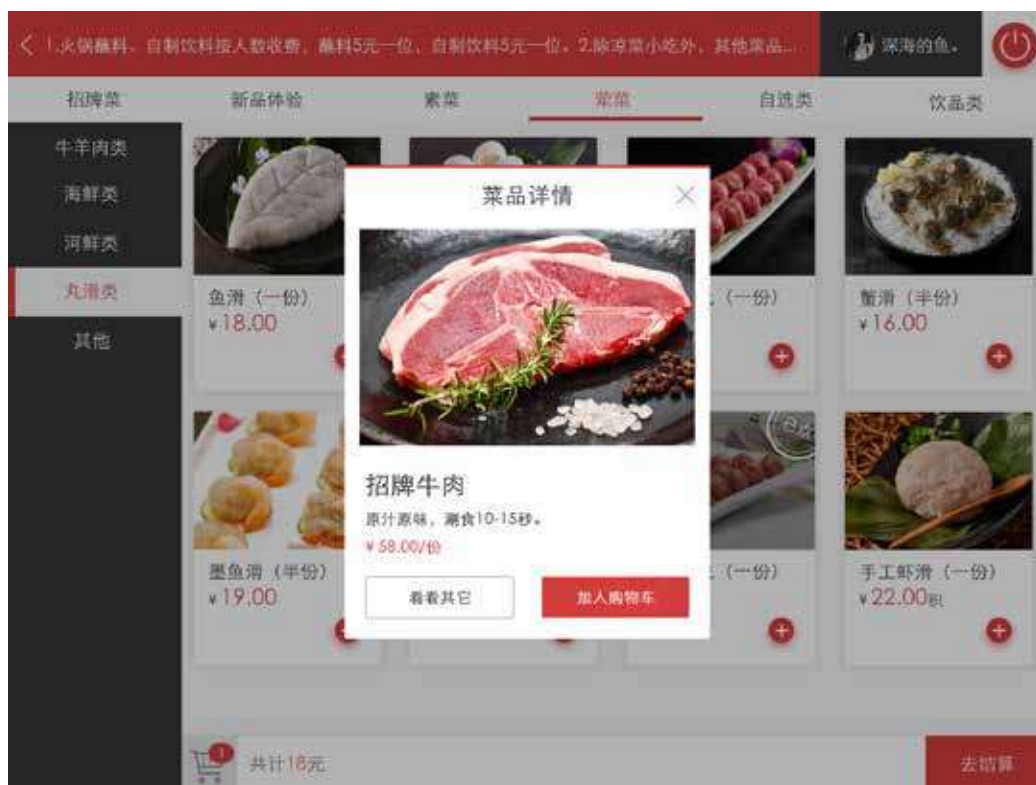 1.火锅蘸料、自制饮料按人数收费，蘸料5元一位，自制饮料5元一位。2.除凉菜小吃外，其他菜品...
深海的鱼。
招牌菜
新品体验
素菜
荤菜
自选类
饮品类
牛羊肉类
海鲜类
河鲜类
丸滑类
其他
鱼滑（一份）
¥18.00
（一份）
蟹滑（半份）
¥16.00
菜品详情
招牌牛肉
原汁原味，涮食10-15秒。
¥58.00/份
看看其它
加入购物车
墨鱼滑（半份）
¥19.00
（一份）
手工虾滑（一份）
¥22.00
1
共计18元
去结算